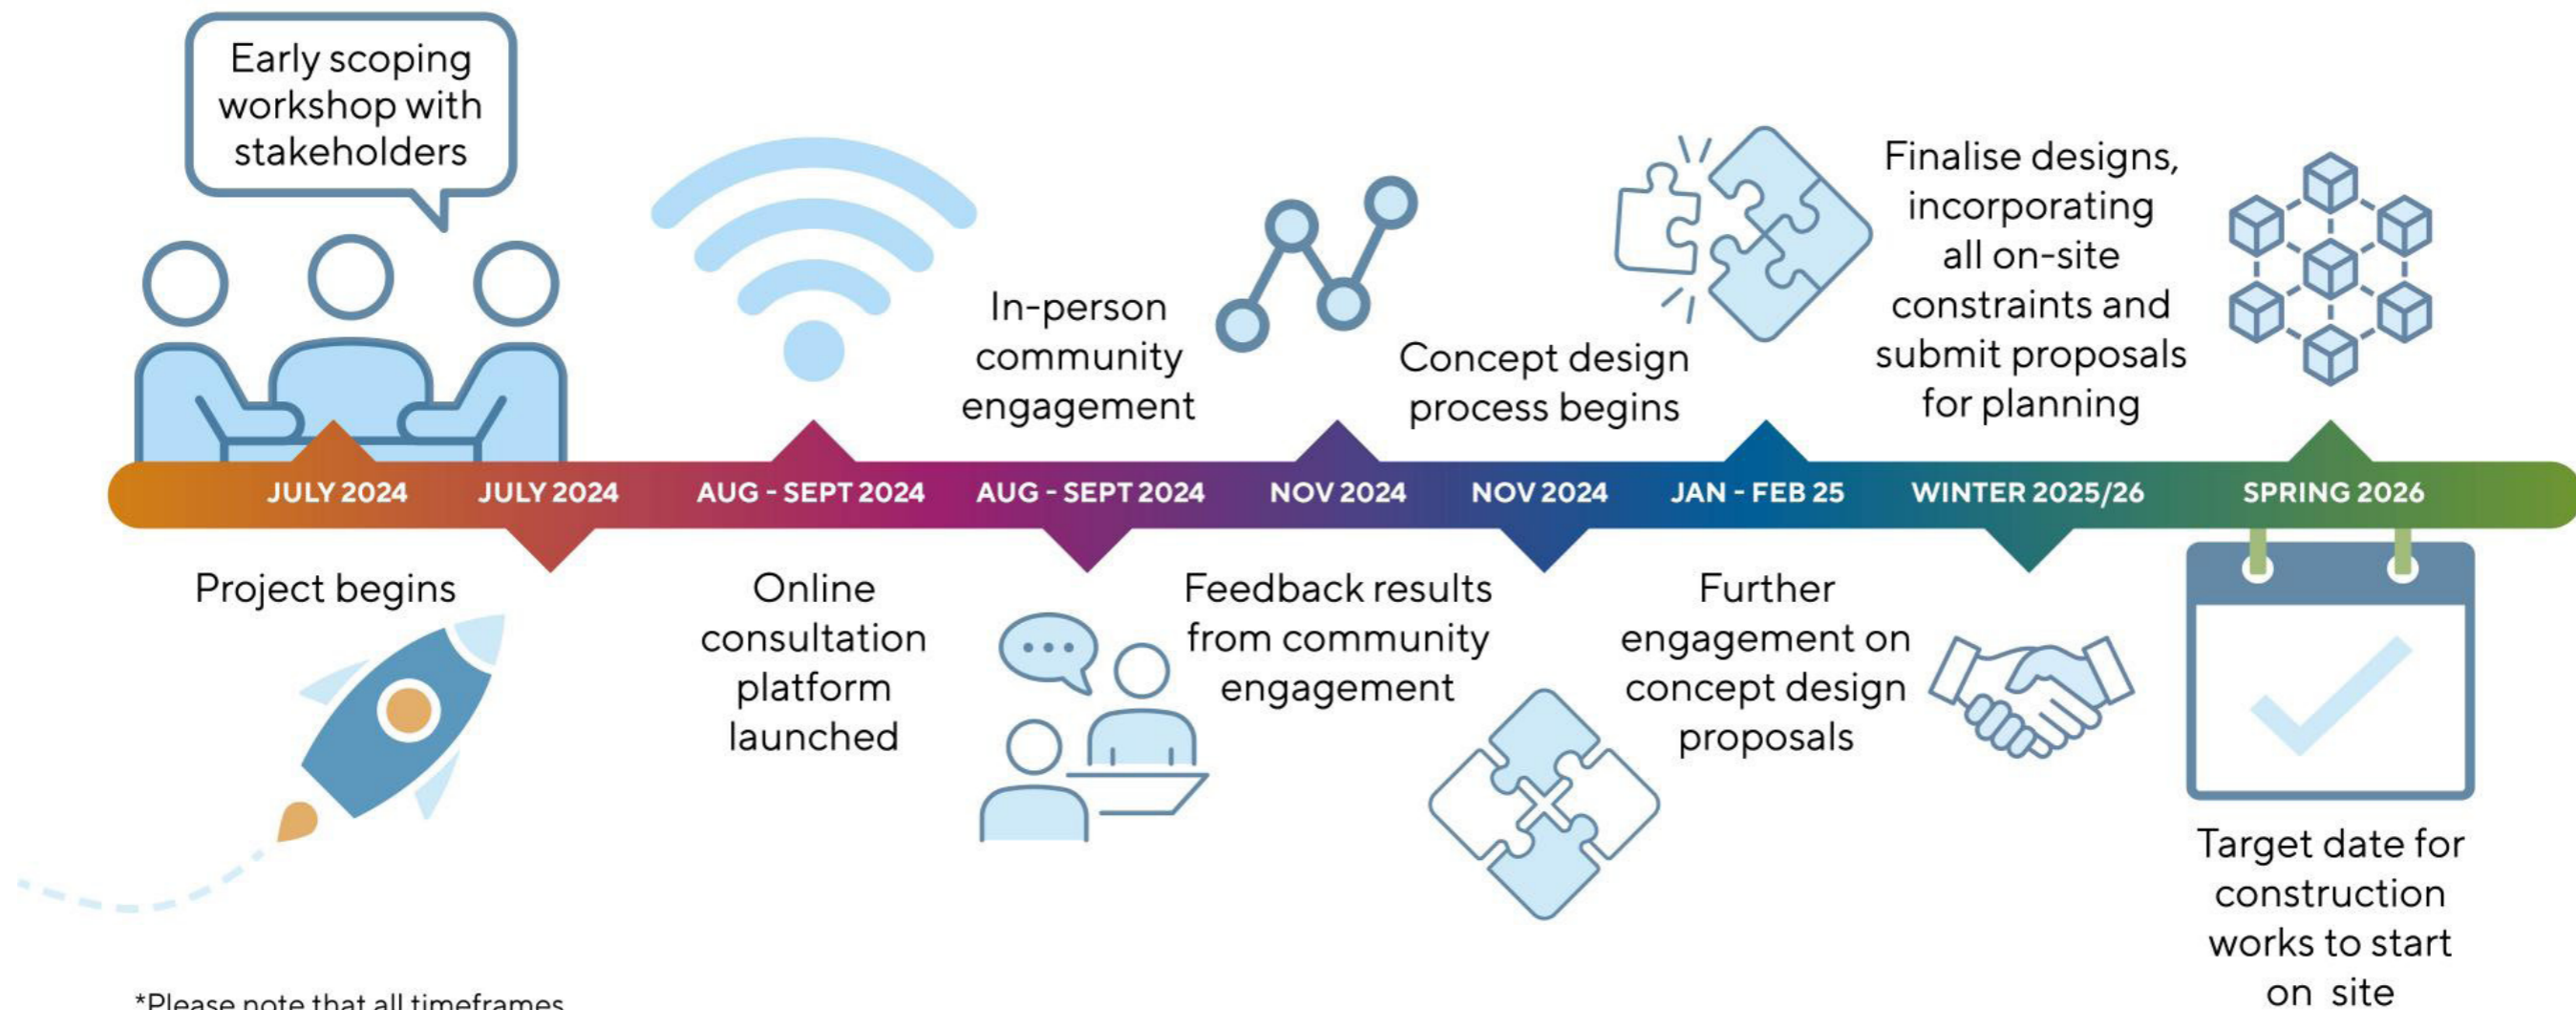 Early scoping
workshop with
stakeholders
In-person
community
engagement
Concept design
process begins
Finalise designs,
incorporating
all on-site
constraints and
submit proposals
for planning
JULY 2024
JULY 2024
AUG - SEPT 2024
AUG - SEPT 2024
NOV 2024
NOV 2024
JAN - FEB 25
WINTER 2025/26
SPRING 2026
Project begins
Online
consultation
platform
launched
Feedback results
from community
engagement
Further
engagement on
concept design
proposals
Target date for
construction
works to start
on site
*Please note that all timeframes